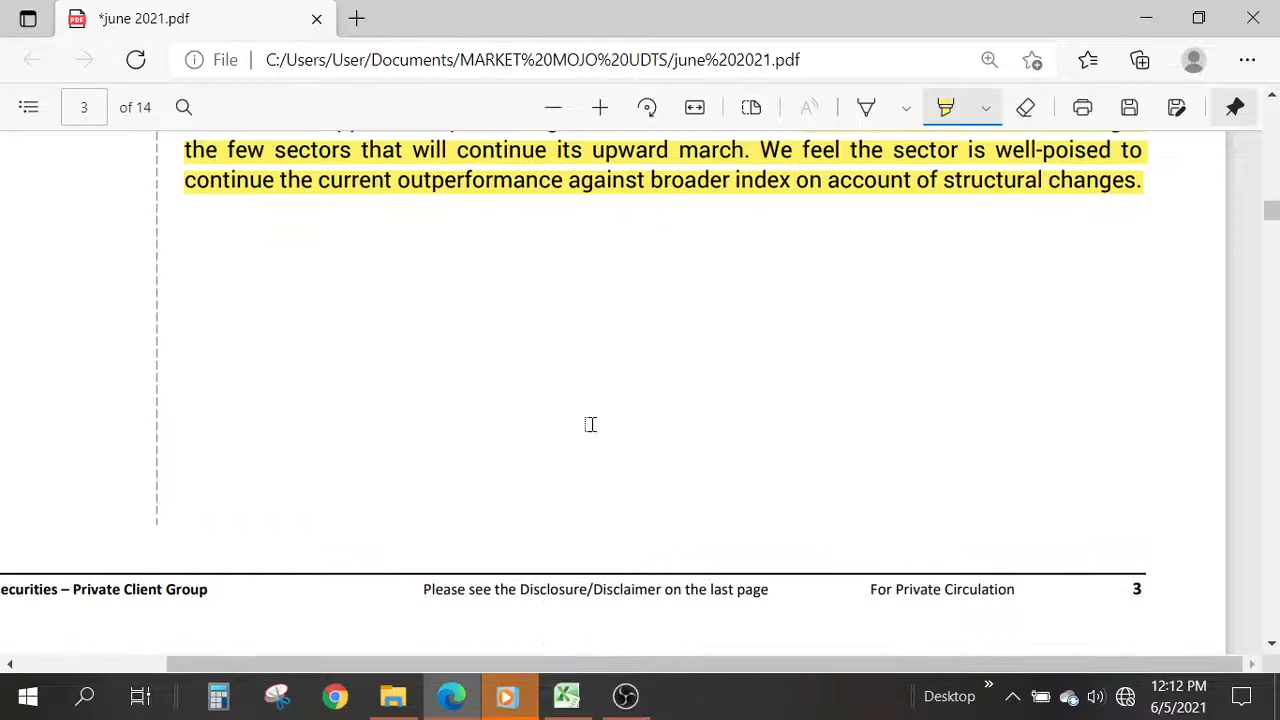 *june 2021.pdf
File C:/Users/User/Documents/MARKET%20MOJO%20UDTS/june%202021.pdf
3 of 14
the few sectors that will continue its upward march. We feel the sector is well-poised to
continue the current outperformance against broader index on account of structural changes.
ecurities – Private Client Group Please see the Disclosure/Disclaimer on the last page For Private Circulation 3
Desktop 12:12 PM
6/5/2021